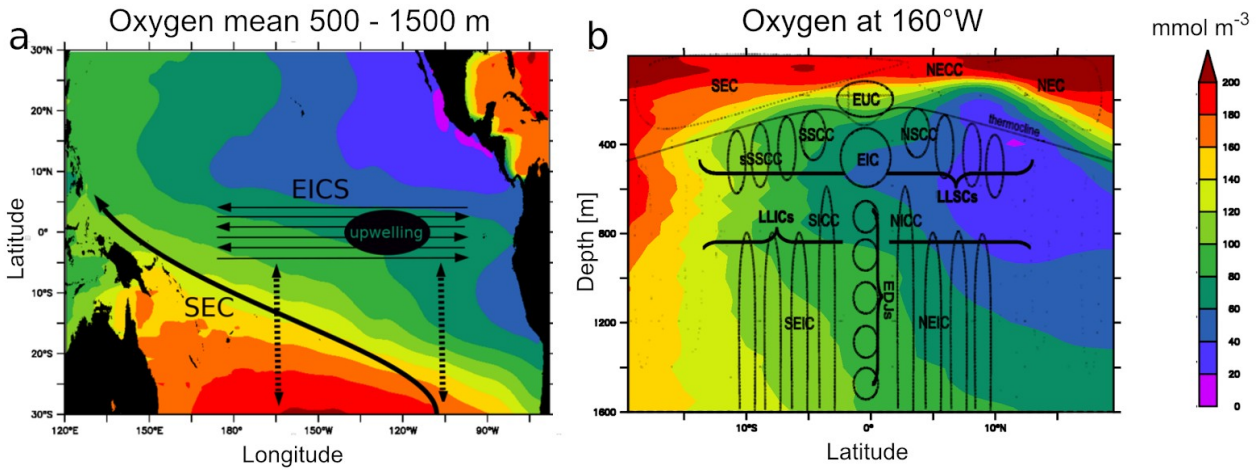 Oxygen mean 500 - 1500 m
a
30°N
20°N
10°N
0°
10°S
20°S
30°S
Latitude
EICS
upwelling
SEC
120°E
150°E
180°W
150°W
120°W
90°W
Longitude
Oxygen at 160°W
b
400
800
1200
1600
Depth [m]
SEC
NECC
NEC
EUC
thermocline
SSCC
NSCC
sSSCC
EIC
LLSCs
LLICs
SICC
NICC
EDJs
SEIC
NEIC
10°S
0°
10°N
Latitude
mmol m⁻³
200
180
160
140
120
100
80
60
40
20
0